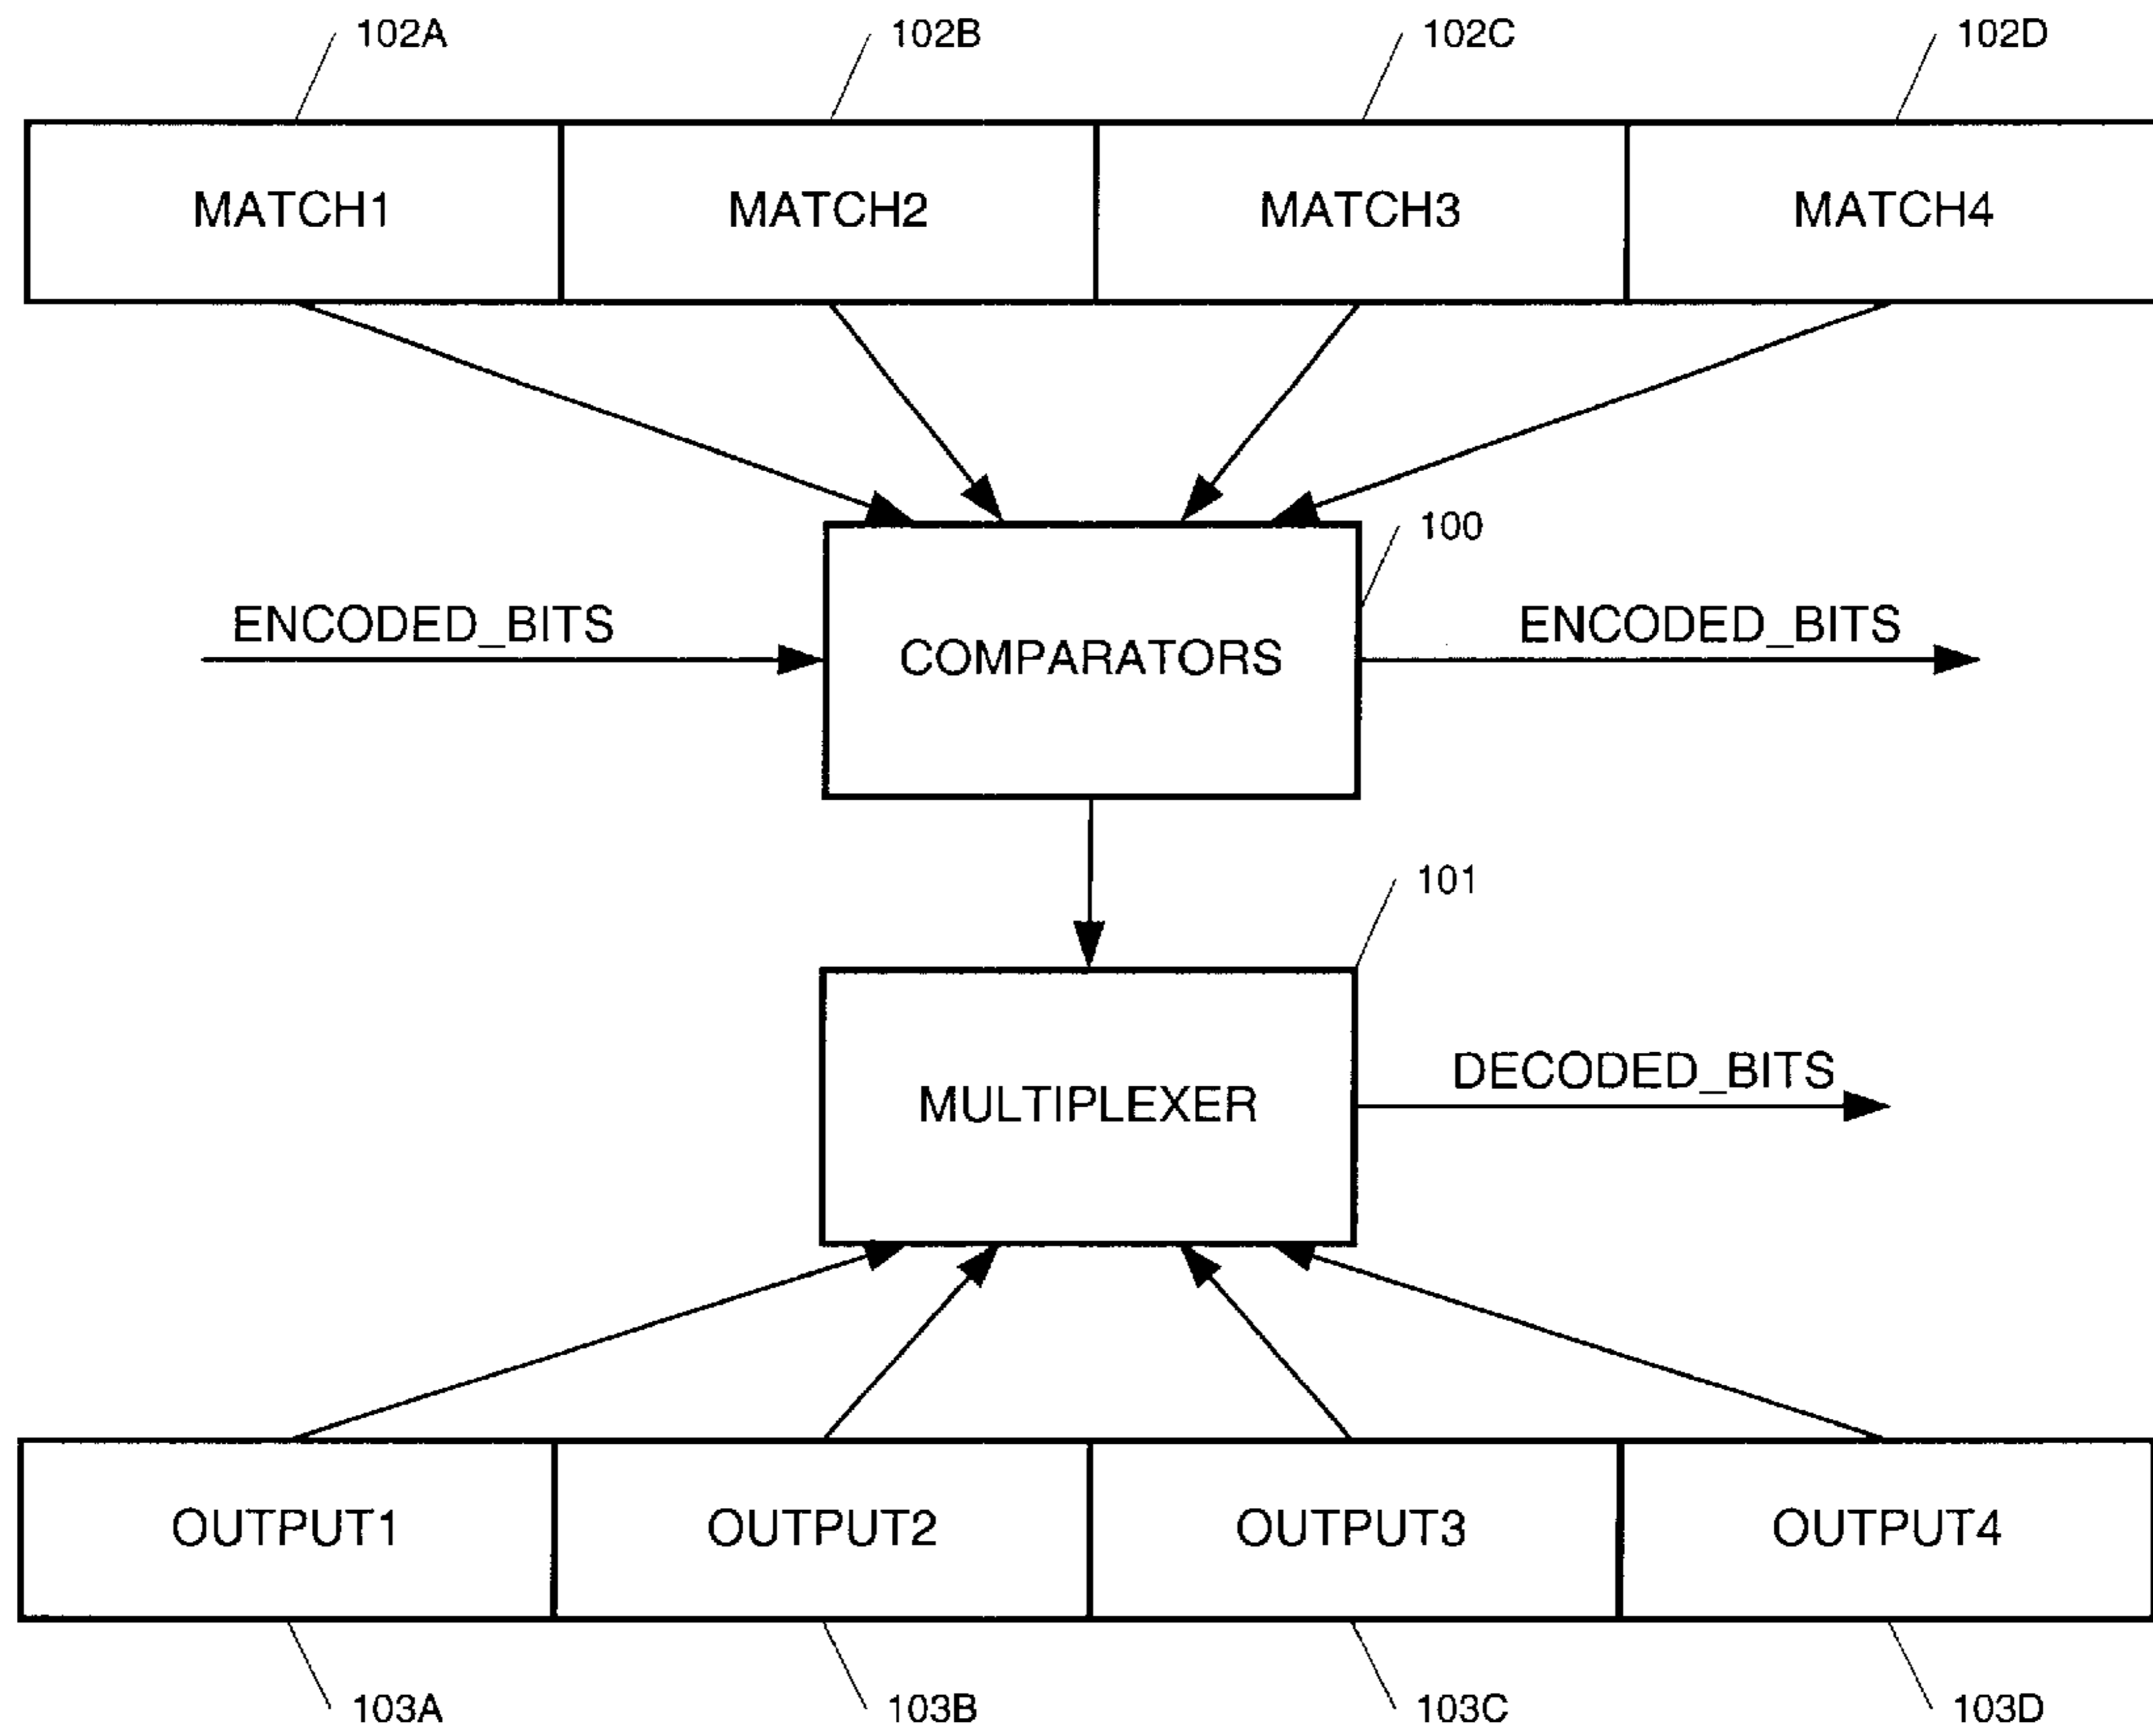 102A 102B 102C 102D
MATCH1 MATCH2 MATCH3 MATCH4
100
ENCODED_BITS COMPARATORS ENCODED_BITS
101
MULTIPLEXER DECODED_BITS
OUTPUT1 OUTPUT2 OUTPUT3 OUTPUT4
103A 103B 103C 103D